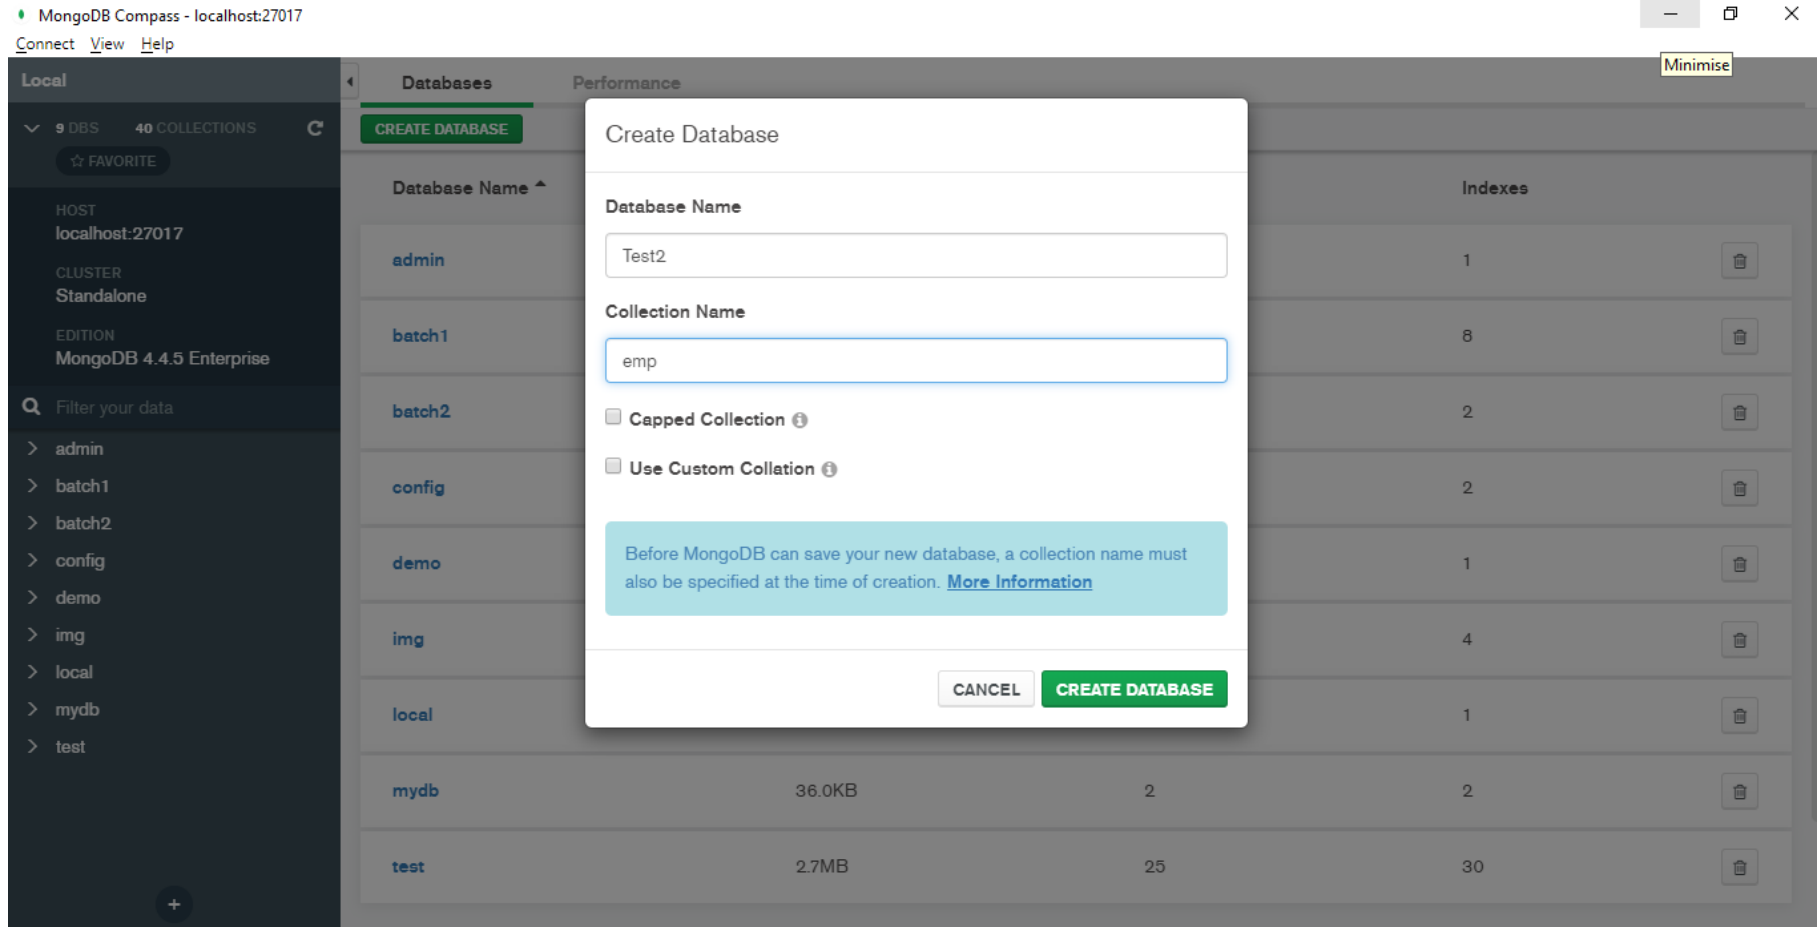 MongoDB Compass - localhost:27017
Connect View Help
Minimise
Local
9 DBS 40 COLLECTIONS
FAVORITE
HOST
localhost:27017
CLUSTER
Standalone
EDITION
MongoDB 4.4.5 Enterprise
Filter your data
admin
batch1
batch2
config
demo
img
local
mydb
test
Databases Performance
CREATE DATABASE
Database Name Indexes
admin 1
batch1 8
batch2 2
config 2
demo 1
img 4
local 1
mydb 36.0KB 2 2
test 2.7MB 25 30
Create Database
Database Name
Test2
Collection Name
emp
Capped Collection
Use Custom Collation
Before MongoDB can save your new database, a collection name must
also be specified at the time of creation. More Information
CANCEL CREATE DATABASE